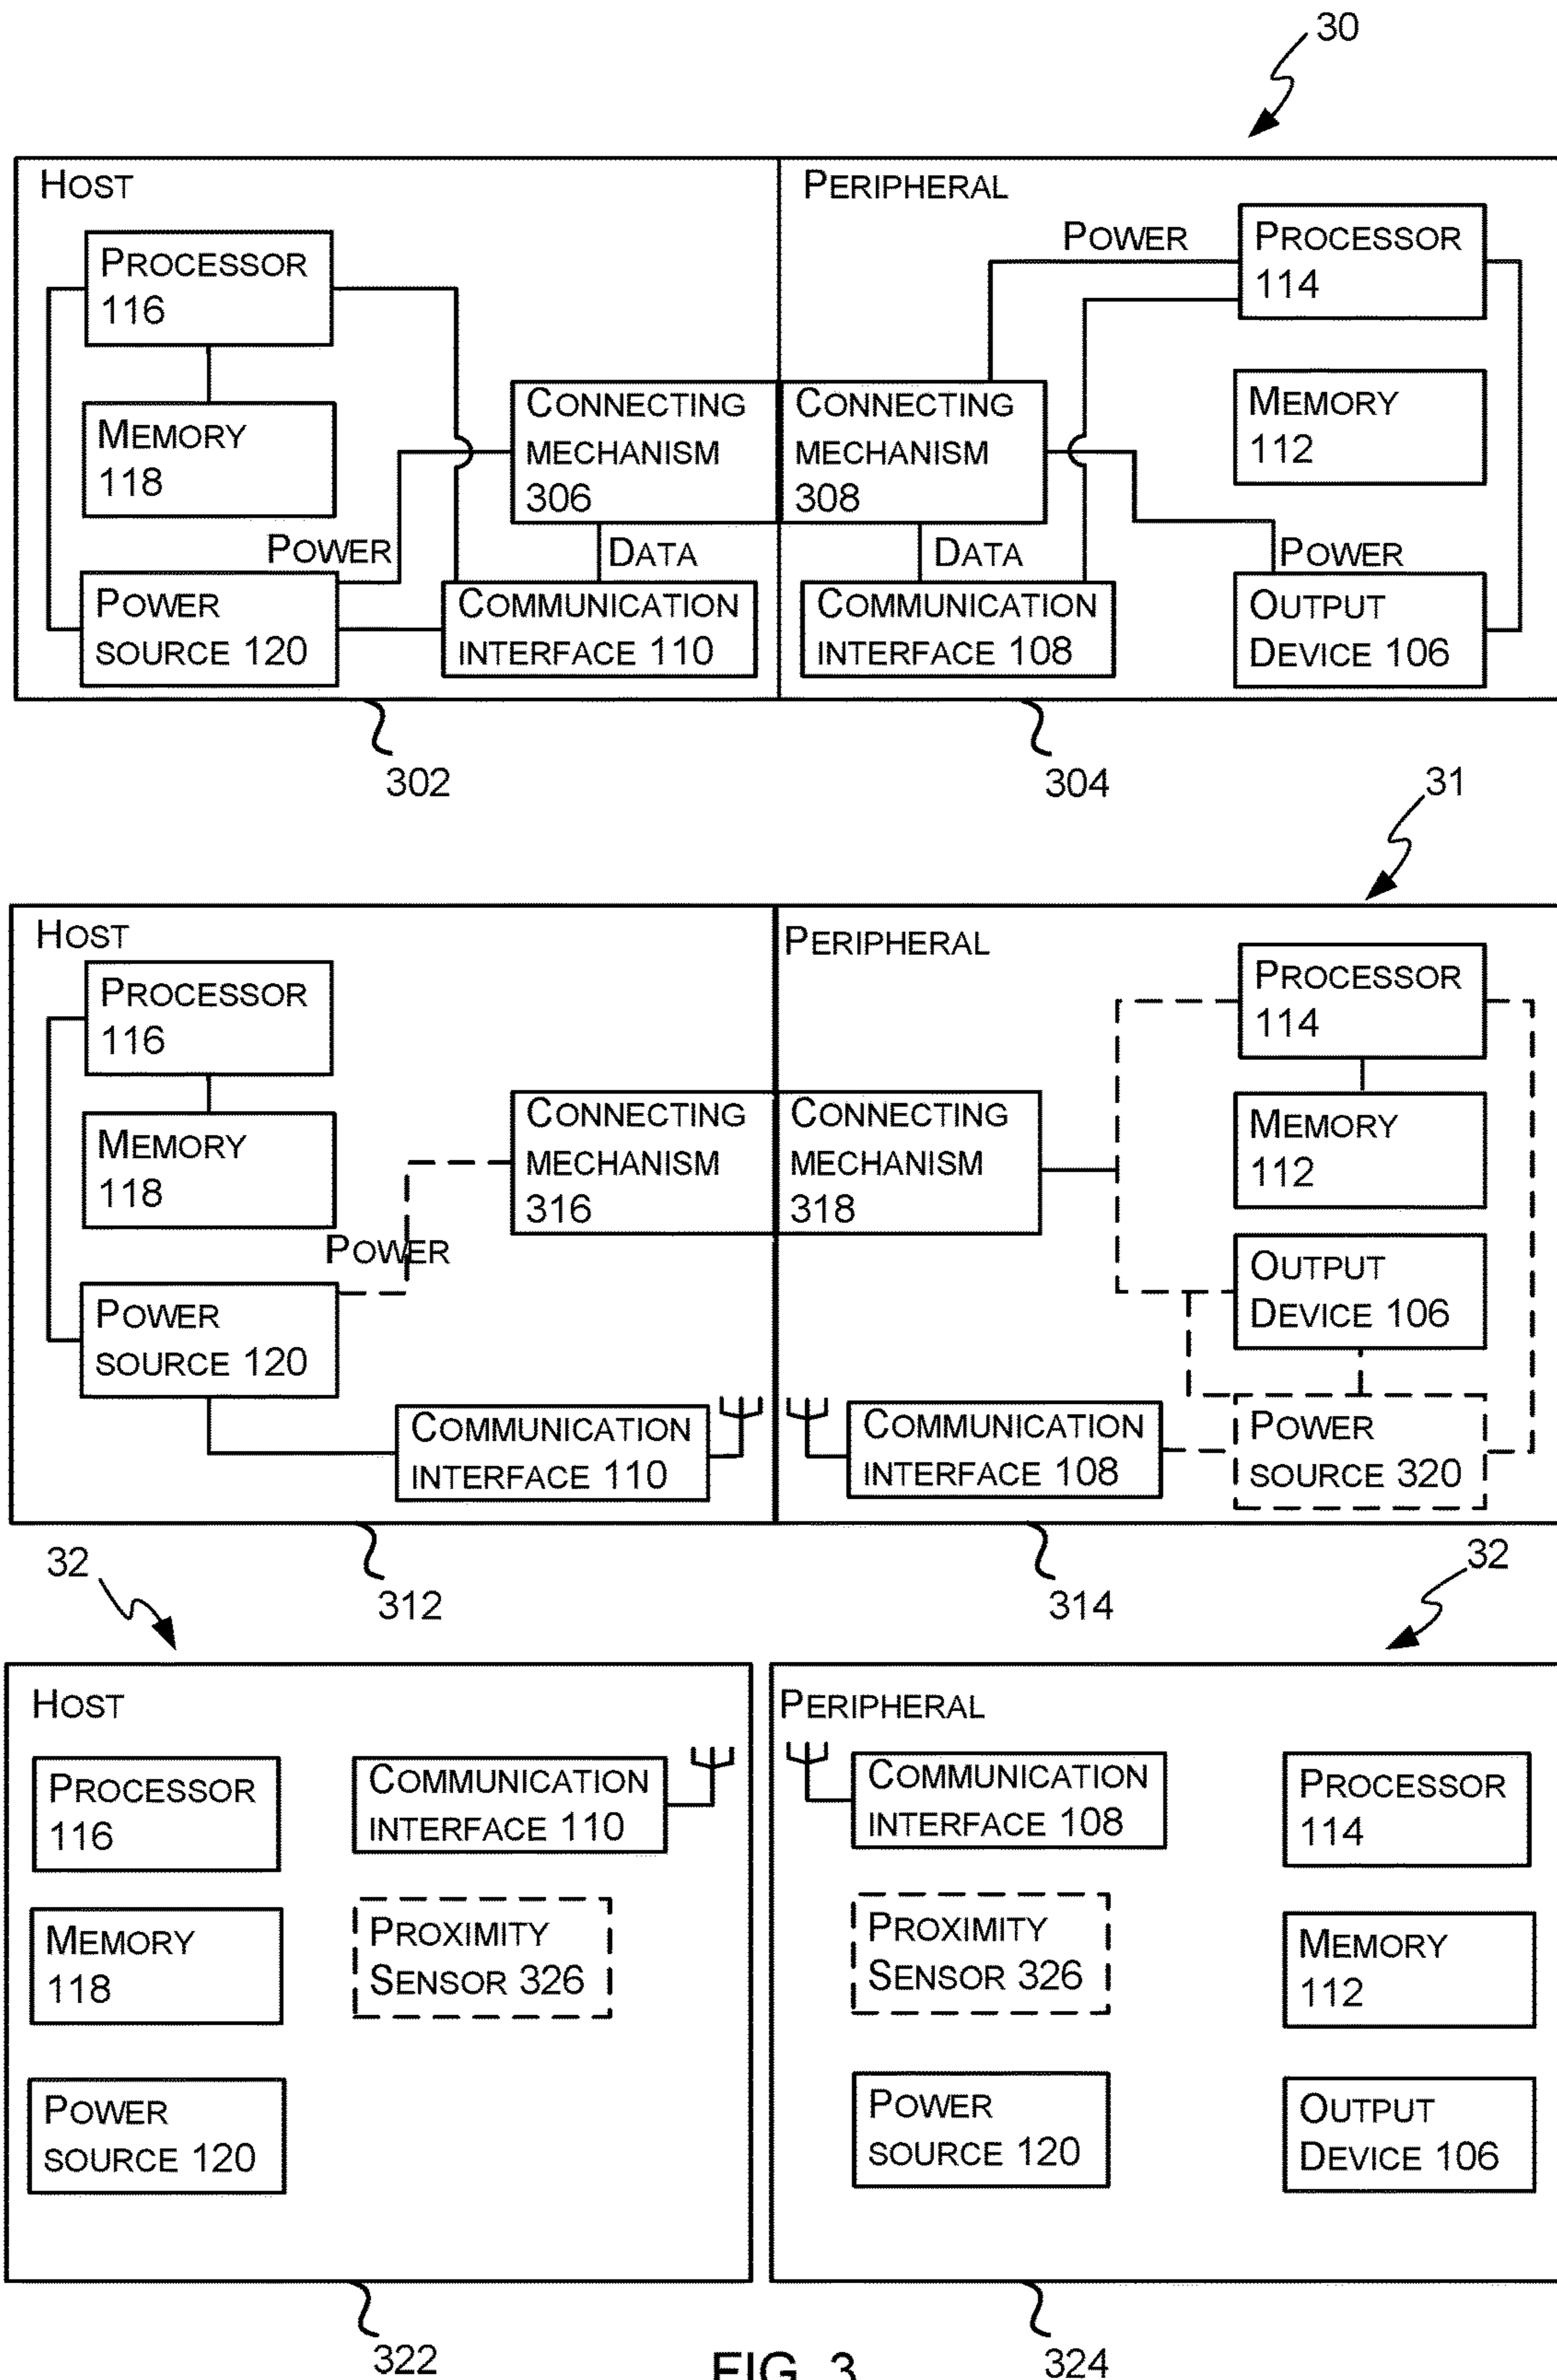 30
HOST
PERIPHERAL
POWER
PROCESSOR
114
PROCESSOR
116
MEMORY
112
CONNECTING
MECHANISM
306
CONNECTING
MECHANISM
308
MEMORY
118
POWER
DATA
DATA
POWER
POWER
SOURCE 120
COMMUNICATION
INTERFACE 110
COMMUNICATION
INTERFACE 108
OUTPUT
DEVICE 106
302
304
31
HOST
PERIPHERAL
PROCESSOR
116
PROCESSOR
114
CONNECTING
MECHANISM
316
CONNECTING
MECHANISM
318
MEMORY
112
MEMORY
118
POWER
OUTPUT
DEVICE 106
POWER
SOURCE 120
COMMUNICATION
INTERFACE 110
COMMUNICATION
INTERFACE 108
POWER
SOURCE 320
312
314
32
32
HOST
PERIPHERAL
PROCESSOR
116
COMMUNICATION
INTERFACE 110
COMMUNICATION
INTERFACE 108
PROCESSOR
114
MEMORY
118
PROXIMITY
SENSOR 326
PROXIMITY
SENSOR 326
MEMORY
112
POWER
SOURCE 120
POWER
SOURCE 120
OUTPUT
DEVICE 106
322
324
FIG. 3